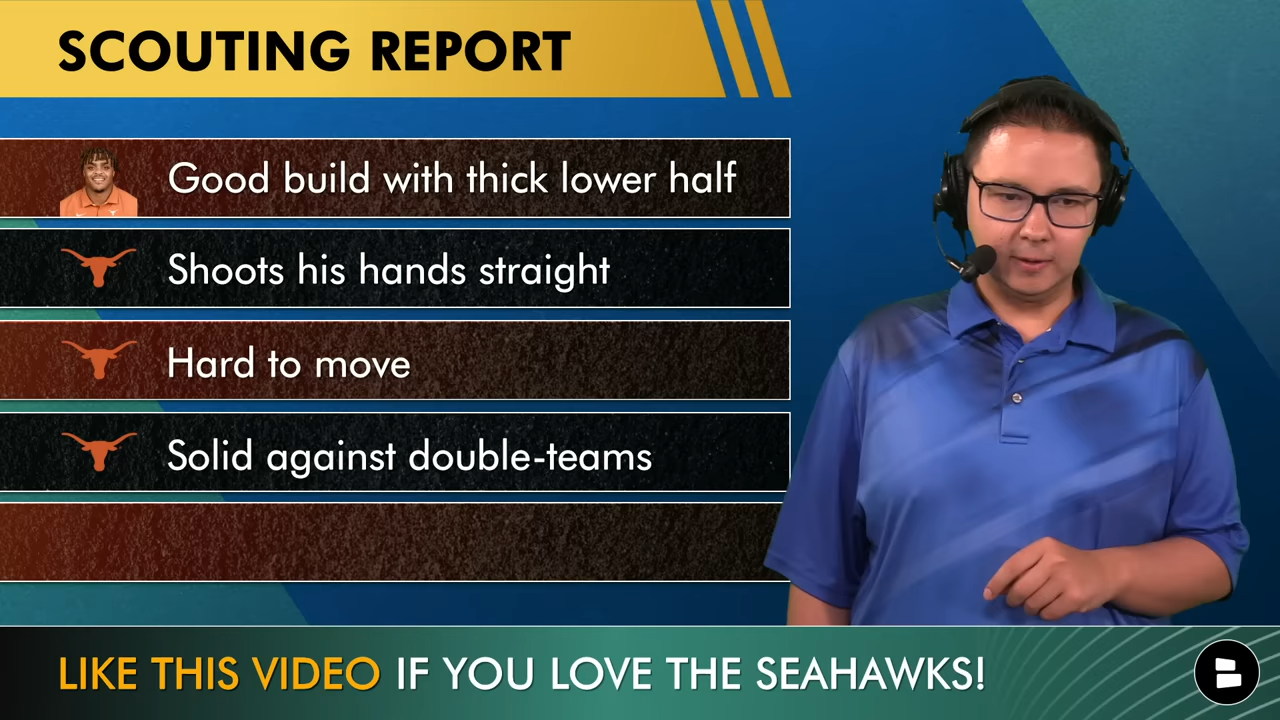 SCOUTING REPORT
Good build with thick lower half
Shoots his hands straight
Hard to move
Solid against double-teams
LIKE THIS VIDEO IF YOU LOVE THE SEAHAWKS!